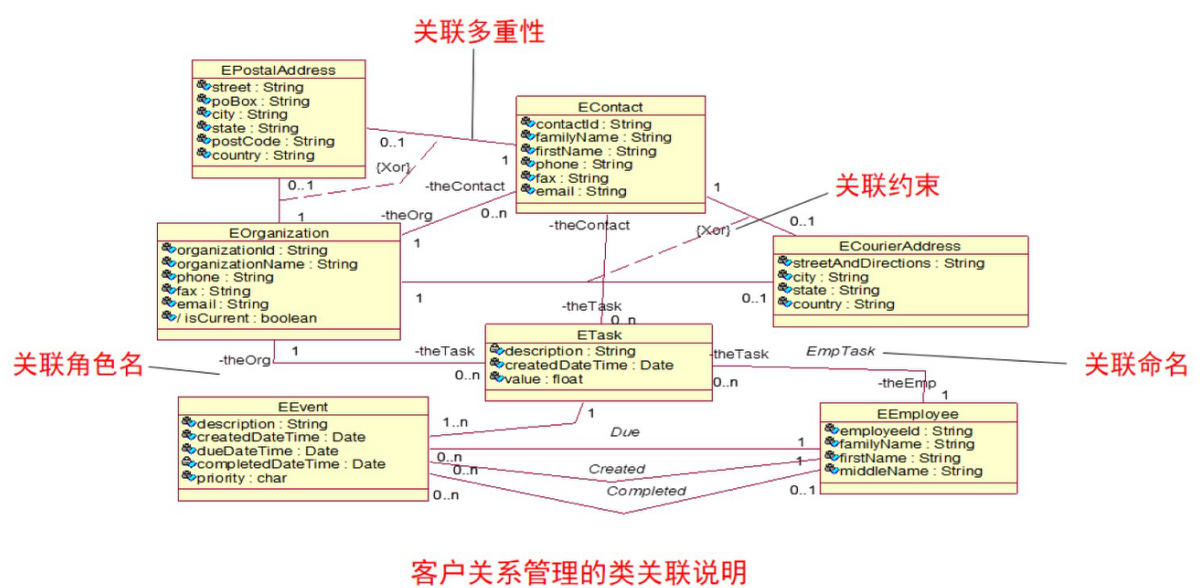 关联多重性
EPostalAddress
street : String
poBox : String
city : String
state : String
postCode : String
country : String
EContact
contactId : String
familyName : String
firstName : String
phone : String
fax : String
email : String
0..1
1
{Xor}
0..1
1
-theContact
0..n
-theOrg
1
-theContact
1
0..1
{Xor}
关联约束
EOrganization
organizationId : String
organizationName : String
phone : String
fax : String
email : String
/ isCurrent : boolean
ECourierAddress
streetAndDirections : String
city : String
state : String
country : String
1
0..1
-theTask
0..n
ETask
description : String
createdDateTime : Date
value : float
关联角色名
-theOrg
1
-theTask
0..n
-theTask
0..n
EmpTask
关联命名
-theEmp
1
EEvent
description : String
createdDateTime : Date
dueDateTime : Date
completedDateTime : Date
priority : char
EEmployee
employeeId : String
familyName : String
firstName : String
middleName : String
1
1..n
Due
0..n
1
Created
0..n
1
Completed
0..n
0..1
客户关系管理的类关联说明